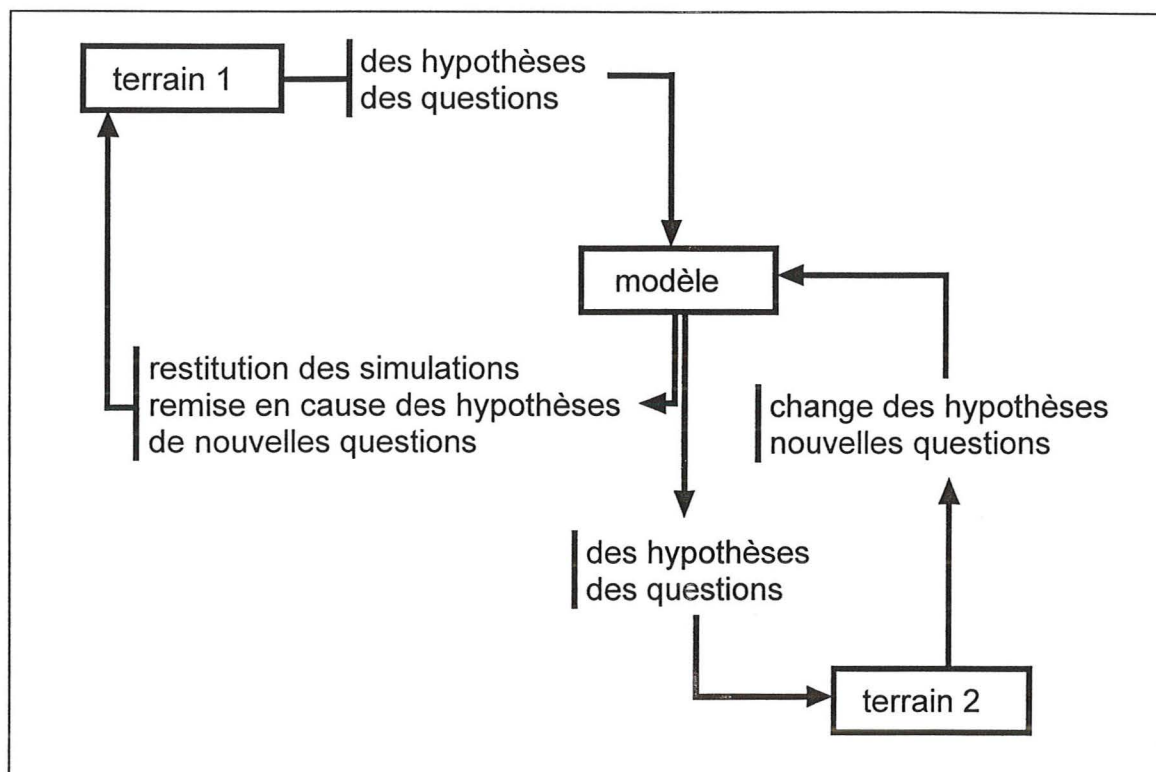 terrain 1
des hypothèses
des questions
modèle
restitution des simulations
remise en cause des hypothèses
de nouvelles questions
change des hypothèses
nouvelles questions
des hypothèses
des questions
terrain 2